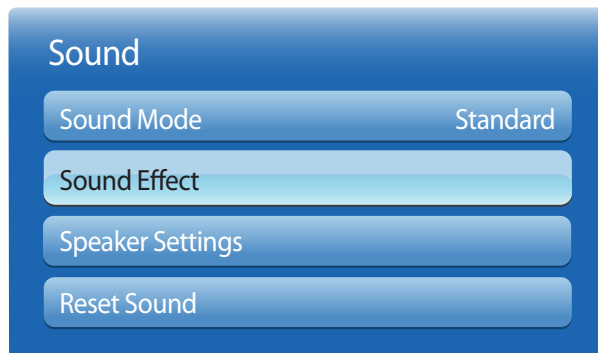 Sound
Sound Mode Standard
Sound Effect
Speaker Settings
Reset Sound